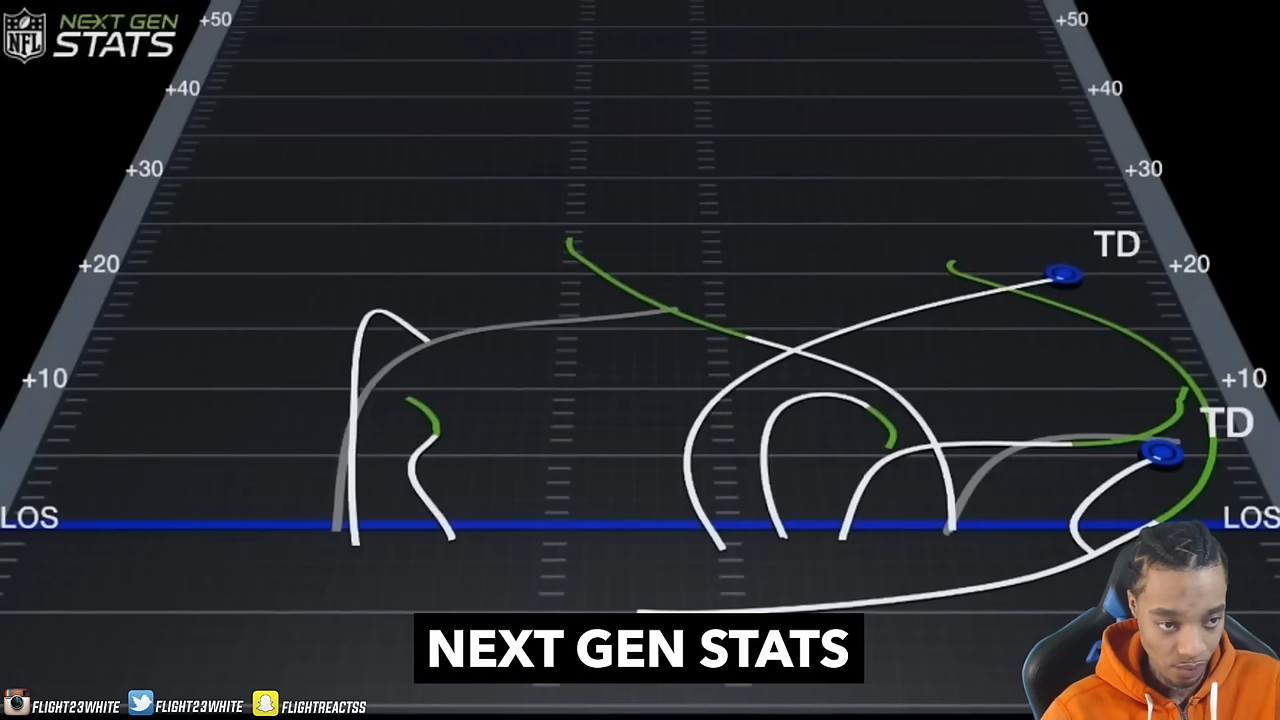 NFL
NEXT GEN
STATS
+50
+50
+40
+40
+30
+30
TD
+20
+20
+10
+10
TD
LOS
LOS
NEXT GEN STATS
FLIGHT23WHITE
FLIGHT23WHITE
FLIGHTREACTSS